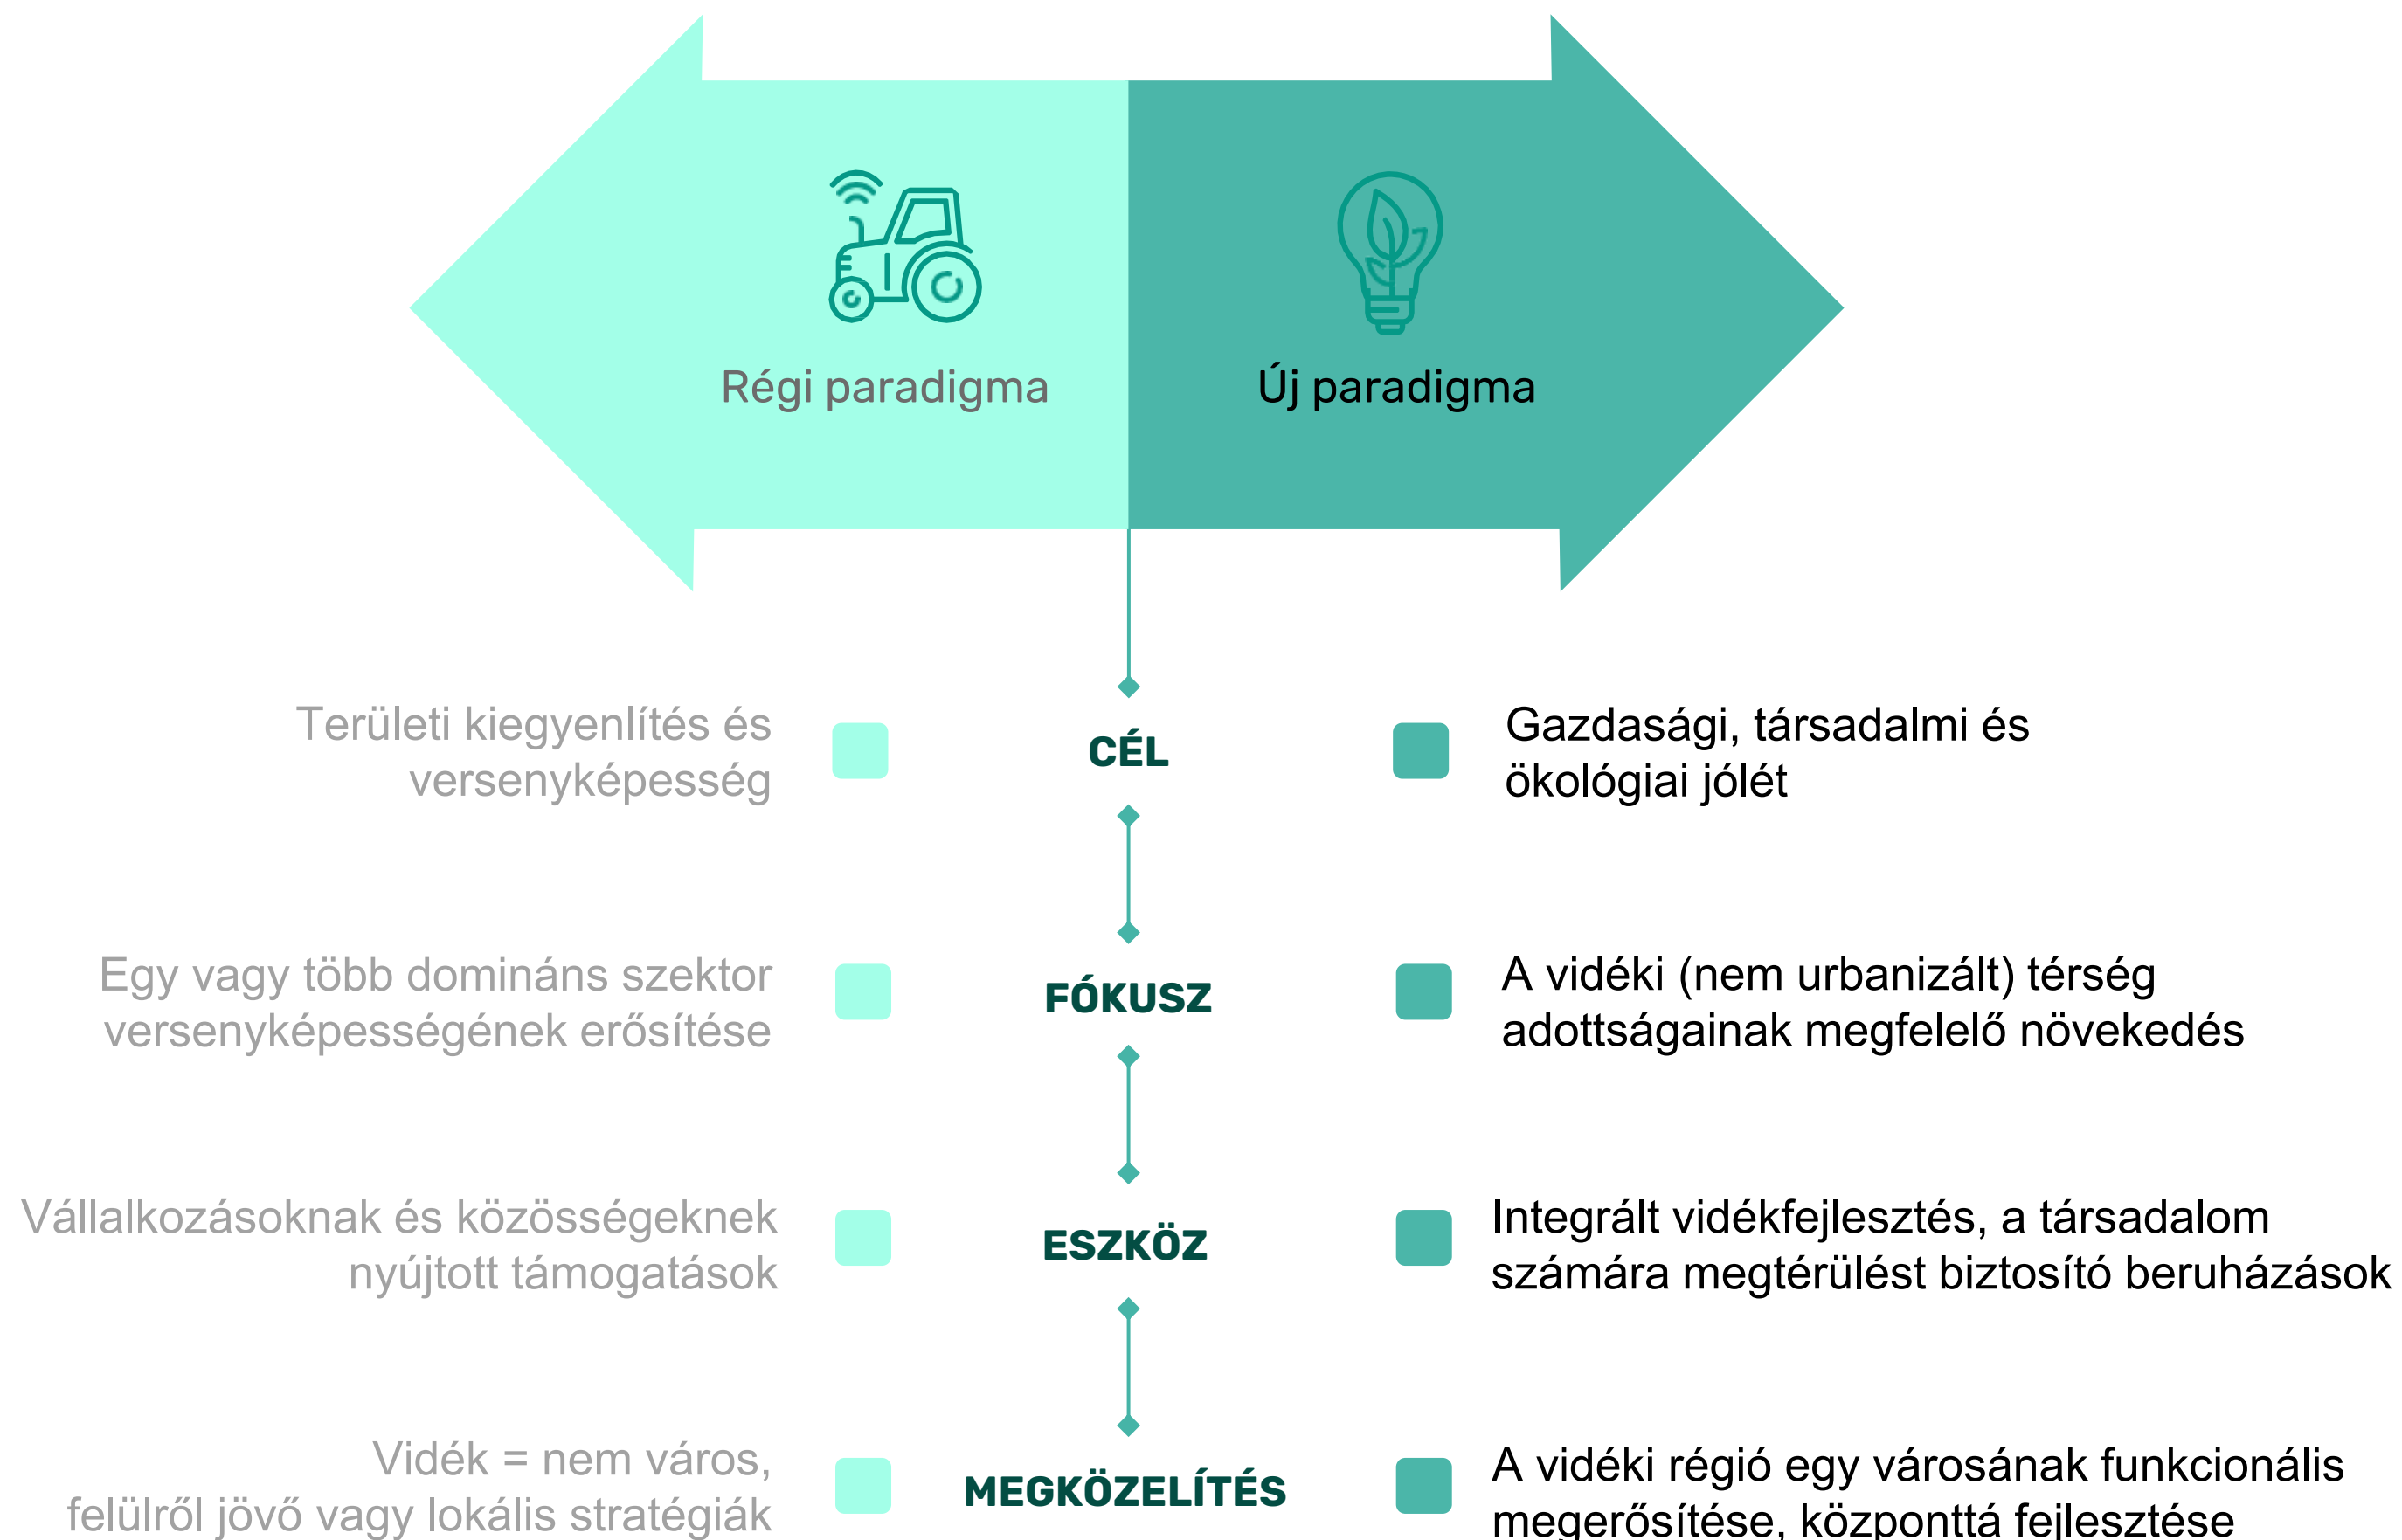 Régi paradigma
Új paradigma
Területi kiegyenlítés és
versenyképesség
CÉL
Gazdasági, társadalmi és
ökológiai jólét
Egy vagy több domináns szektor
versenyképességének erősítése
FÓKUSZ
A vidéki (nem urbanizált) térség
adottságainak megfelelő növekedés
Vállalkozásoknak és közösségeknek
nyújtott támogatások
ESZKÖZ
Integrált vidékfejlesztés, a társadalom
számára megtérülést biztosító beruházások
Vidék = nem város,
felülről jövő vagy lokális stratégiák
MEGKÖZELÍTÉS
A vidéki régió egy városának funkcionális
megerősítése, központtá fejlesztése